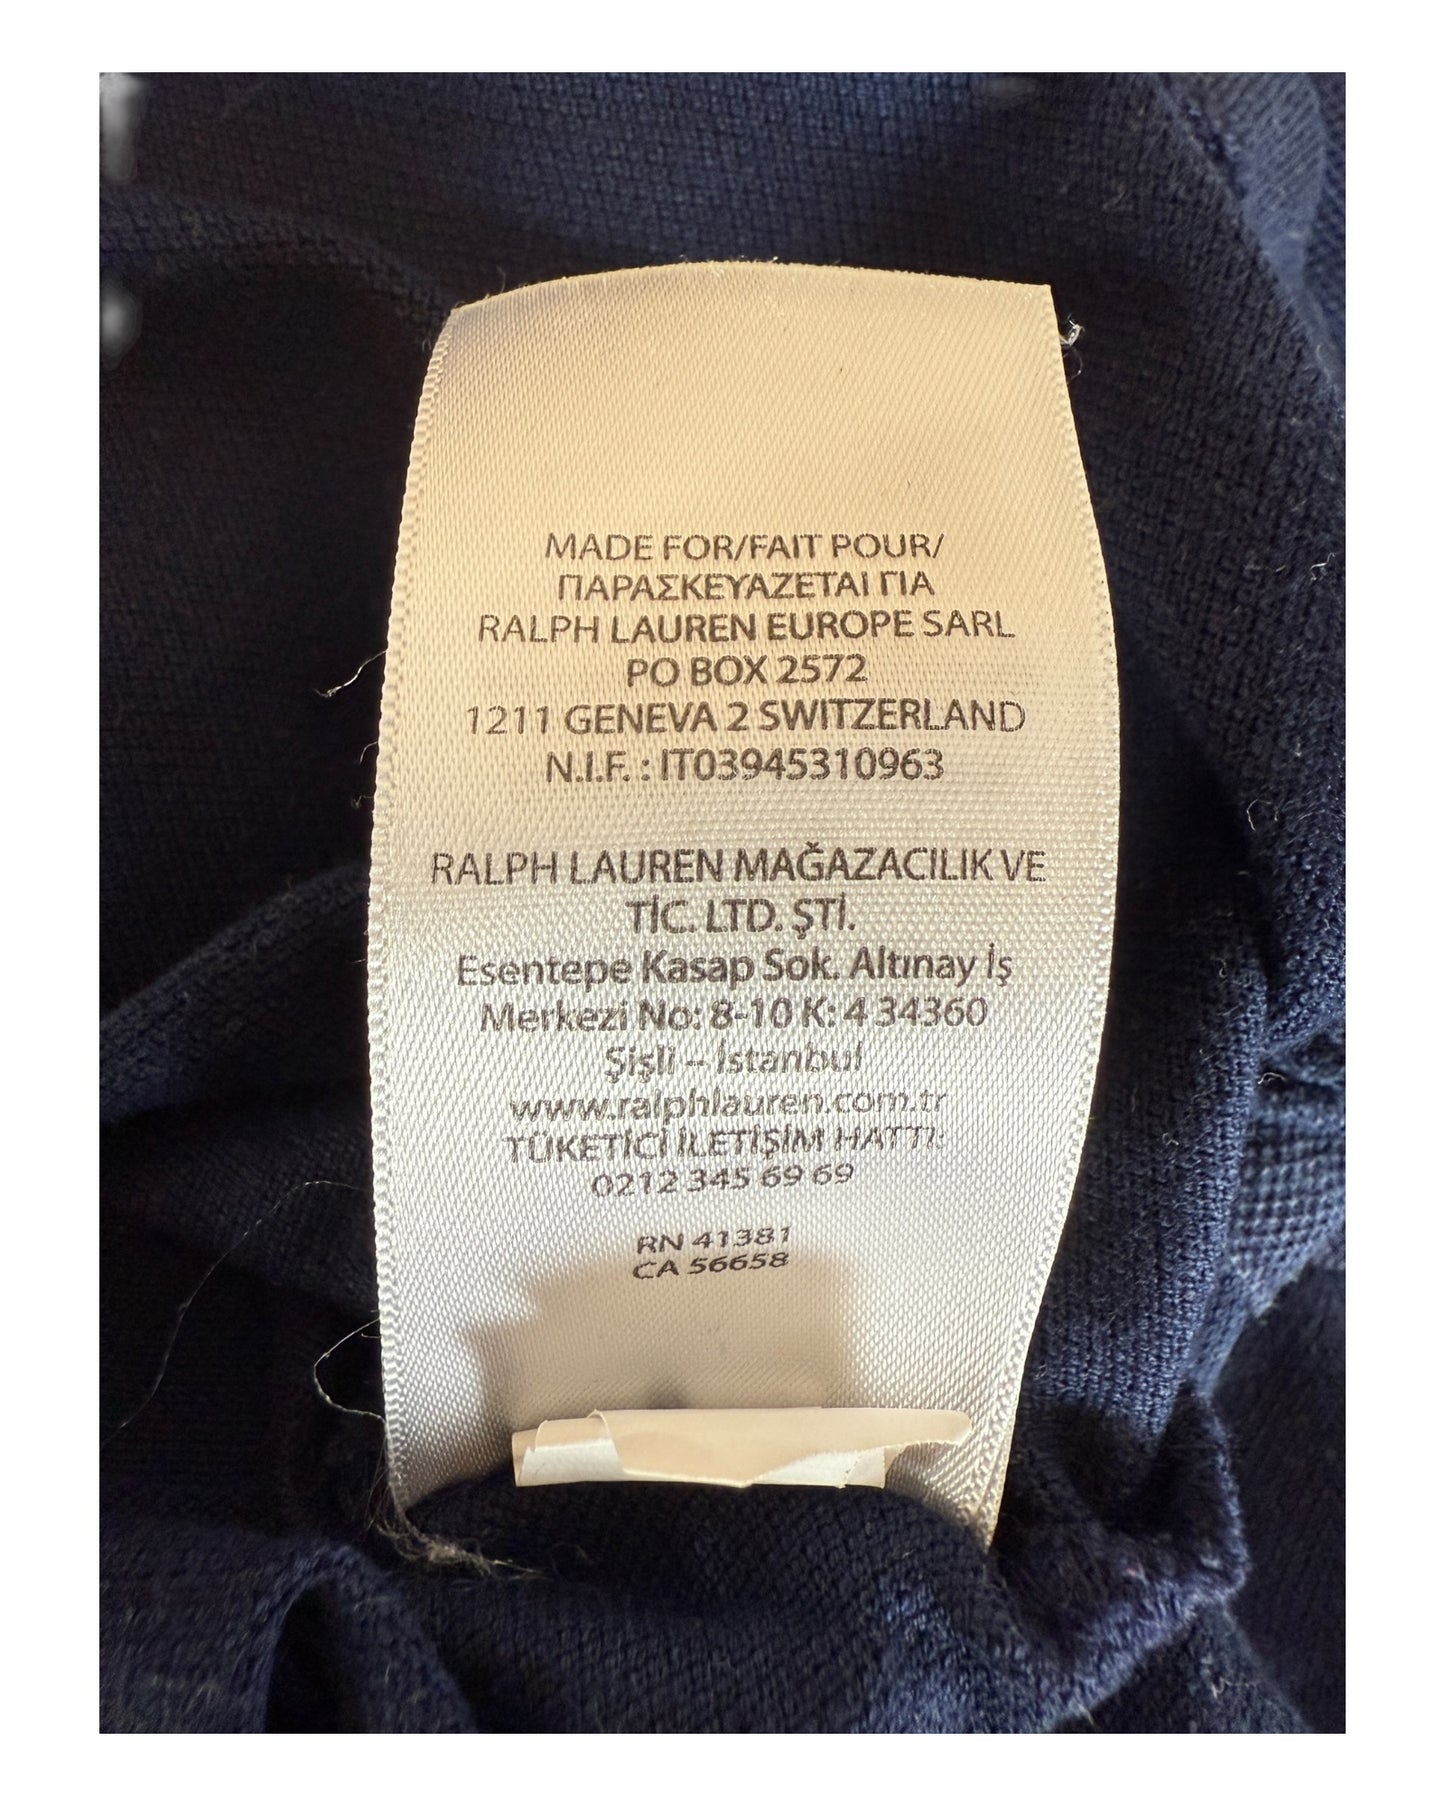 MADE FOR/FAIT POUR/
ΠΑΡΑΣΚΕΥΑΖΕΤΑΙ ΓΙΑ
RALPH LAUREN EUROPE SARL
PO BOX 2572
1211 GENEVA 2 SWITZERLAND
N.I.F. : IT03945310963
RALPH LAUREN MAĞAZACILIK VE
TİC. LTD. ŞTİ.
Esentepe Kasap Sok. Altınay İş
Merkezi No: 8-10 K: 4 34360
Şişli – İstanbul
www.ralphlauren.com.tr
TÜKETİCİ İLETİŞİM HATTI:
0212 345 69 69
RN 41381
CA 56658